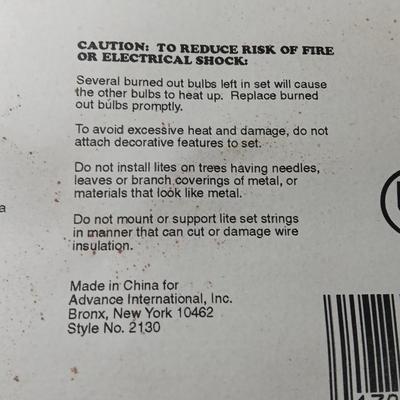 CAUTION: TO REDUCE RISK OF FIRE
OR ELECTRICAL SHOCK:
Several burned out bulbs left in set will cause
the other bulbs to heat up. Replace burned
out bulbs promptly.
To avoid excessive heat and damage, do not
attach decorative features to set.
Do not install lites on trees having needles,
leaves or branch coverings of metal, or
materials that look like metal.
a
Do not mount or support lite set strings
in manner that can cut or damage wire
insulation.
Made in China for
Advance International, Inc.
Bronx, New York 10462
Style No. 2130